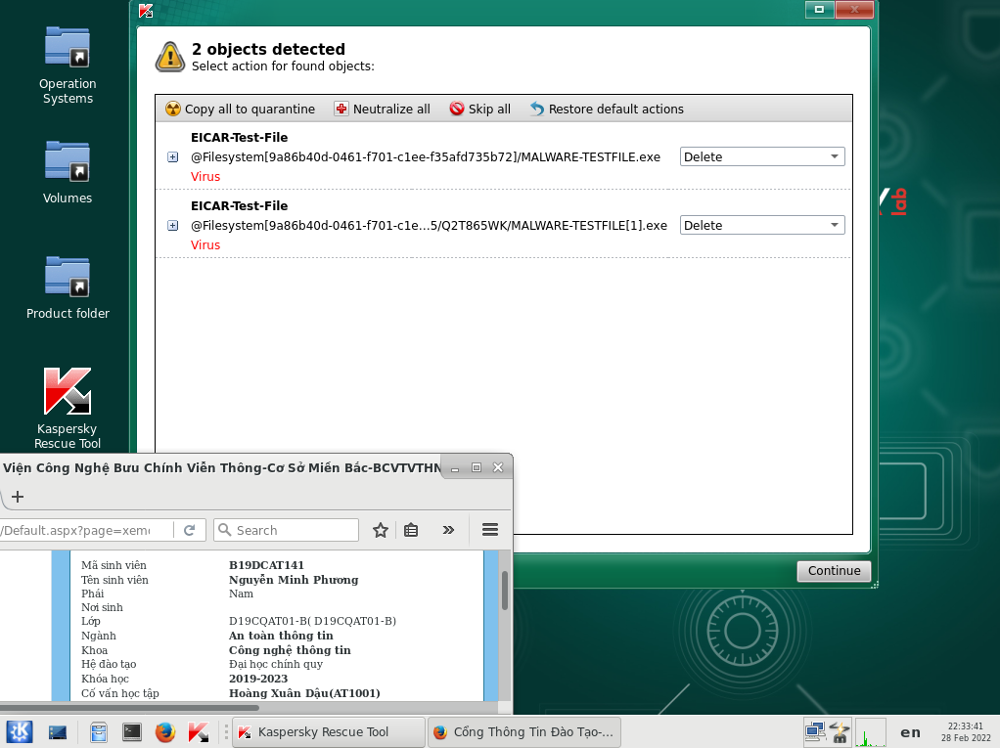 Operation
Systems
Volumes
Product folder
Kaspersky
Rescue Tool
2 objects detected
Select action for found objects:
Copy all to quarantine Neutralize all Skip all Restore default actions
EICAR-Test-File
@Filesystem[9a86b40d-0461-f701-c1ee-f35afd735b72]/MALWARE-TESTFILE.exe Delete
Virus
EICAR-Test-File
@Filesystem[9a86b40d-0461-f701-c1e...5/Q2T865WK/MALWARE-TESTFILE[1].exe Delete
Virus
lab
Continue
Viện Công Nghệ Bưu Chính Viễn Thông-Cơ Sở Miền Bắc-BCVTVTHN
/Default.aspx?page=xem Search
Mã sinh viên B19DCAT141
Tên sinh viên Nguyễn Minh Phương
Phái Nam
Nơi sinh
Lớp D19CQAT01-B( D19CQAT01-B)
Ngành An toàn thông tin
Khoa Công nghệ thông tin
Hệ đào tạo Đại học chính quy
Khóa học 2019-2023
Cố vấn học tập Hoàng Xuân Dậu(AT1001)
Kaspersky Rescue Tool Cổng Thông Tin Đào Tạo-... en 22:33:41
28 Feb 2022